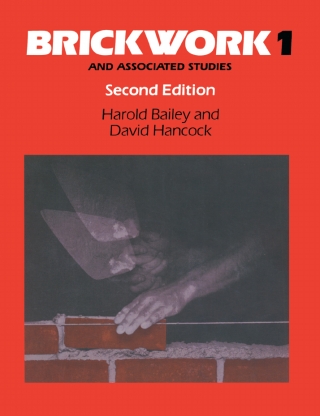 BRICKWORK 1
AND ASSOCIATED STUDIES
Second Edition
Harold Bailey and
David Hancock